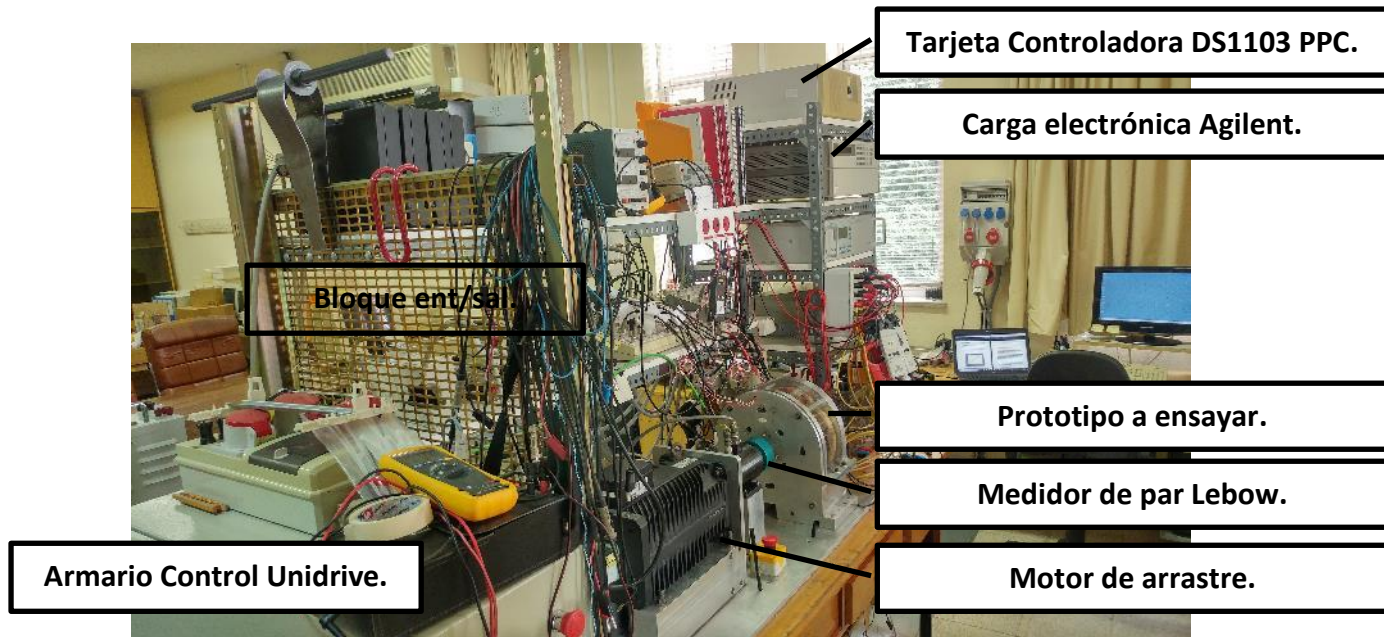 Tarjeta Controladora DS1103 PPC.
Carga electrónica Agilent.
Bloque ent/sal.
Prototipo a ensayar.
Medidor de par Lebow.
Armario Control Unidrive.
Motor de arrastre.